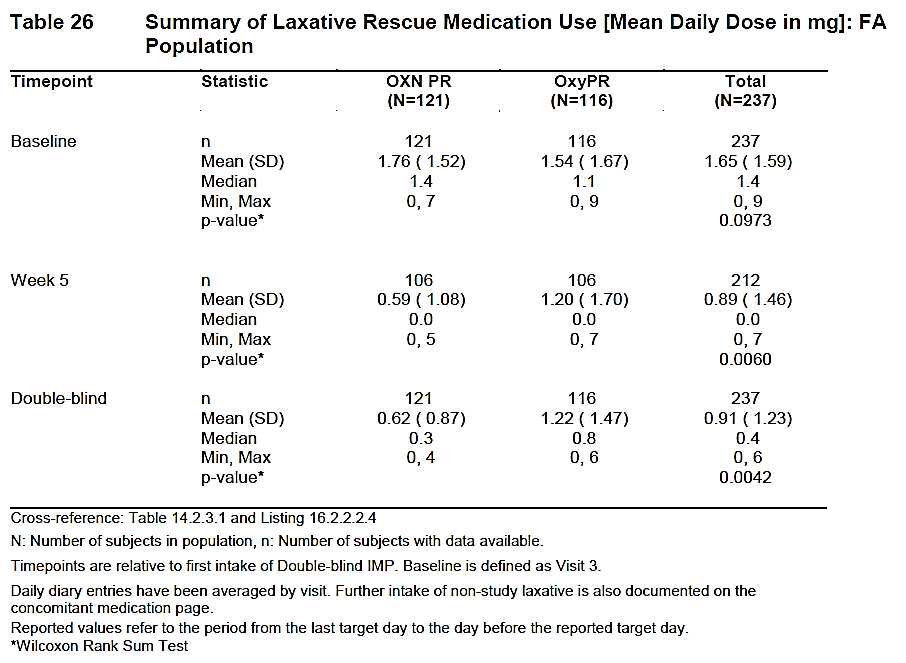 Table 26 Summary of Laxative Rescue Medication Use [Mean Daily Dose in mg]: FA
Population
Timepoint Statistic OXN PR OxyPR Total
(N=121) (N=116) (N=237)
Baseline n 121 116 237
Mean (SD) 1.76 ( 1.52) 1.54 ( 1.67) 1.65 ( 1.59)
Median 1.4 1.1 1.4
Min, Max 0, 7 0, 9 0, 9
p-value* 0.0973
Week 5 n 106 106 212
Mean (SD) 0.59 ( 1.08) 1.20 ( 1.70) 0.89 ( 1.46)
Median 0.0 0.0 0.0
Min, Max 0, 5 0, 7 0, 7
p-value* 0.0060
Double-blind n 121 116 237
Mean (SD) 0.62 ( 0.87) 1.22 ( 1.47) 0.91 ( 1.23)
Median 0.3 0.8 0.4
Min, Max 0, 4 0, 6 0, 6
p-value* 0.0042
Cross-reference: Table 14.2.3.1 and Listing 16.2.2.2.4
N: Number of subjects in population, n: Number of subjects with data available.
Timepoints are relative to first intake of Double-blind IMP. Baseline is defined as Visit 3.
Daily diary entries have been averaged by visit. Further intake of non-study laxative is also documented on the
concomitant medication page.
Reported values refer to the period from the last target day to the day before the reported target day.
*Wilcoxon Rank Sum Test